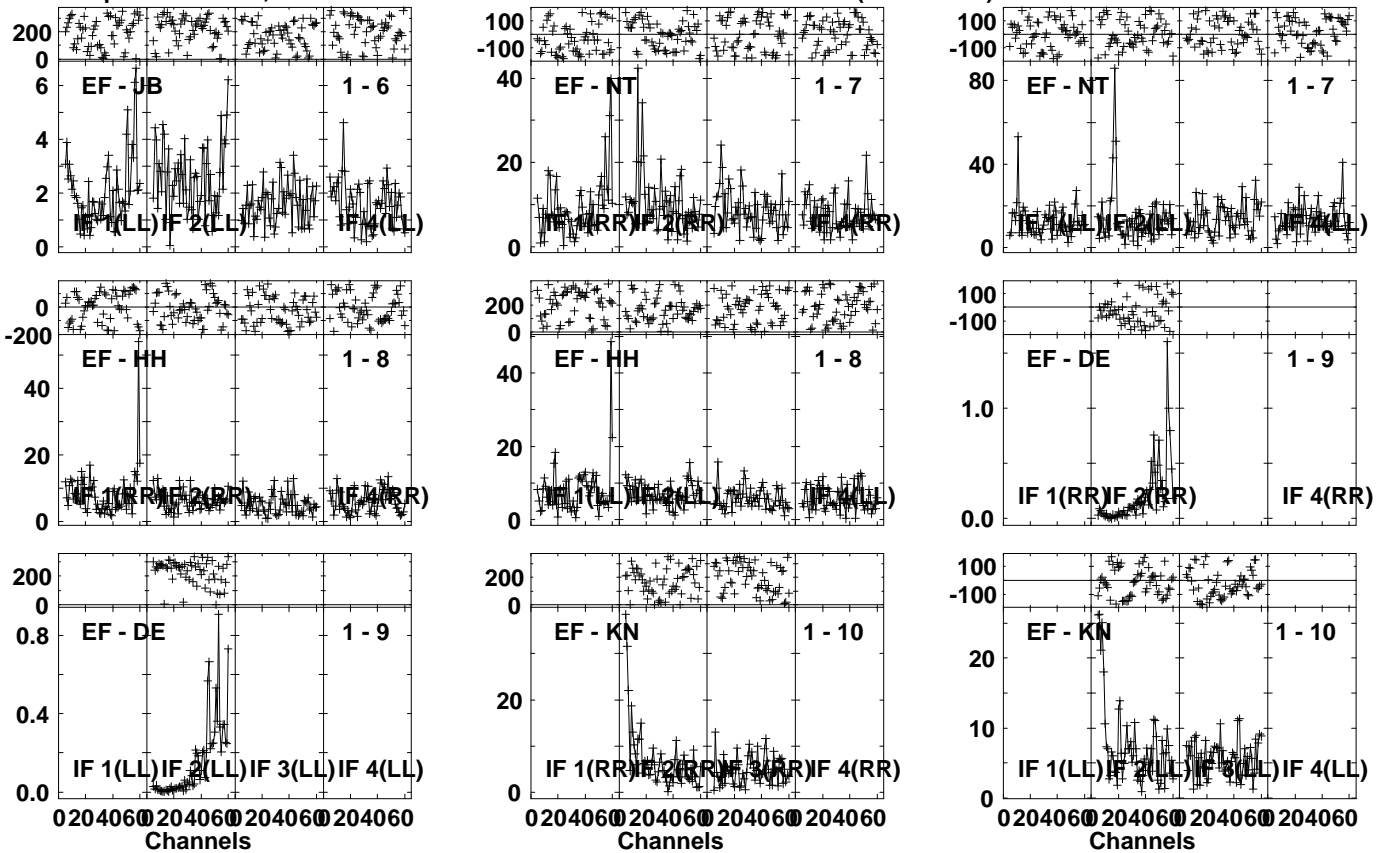 200
0
6
4
2
0
EF - JB
1 - 6
IF 1(LL)
IF 2(LL)
IF 4(LL)
100
-100
40
20
0
EF - NT
1 - 7
IF 1(RR)
IF 2(RR)
IF 4(RR)
100
-100
80
40
0
EF - NT
1 - 7
IF 1(LL)
IF 2(LL)
IF 4(LL)
0
-200
40
20
0
EF - HH
1 - 8
IF 1(RR)
IF 2(RR)
IF 4(RR)
200
0
40
20
0
EF - HH
1 - 8
IF 1(LL)
IF 2(LL)
IF 4(LL)
100
-100
1.0
0.0
EF - DE
1 - 9
IF 1(RR)
IF 2(RR)
IF 4(RR)
200
0
0.8
0.4
0.0
EF - DE
1 - 9
IF 1(LL)
IF 2(LL)
IF 3(LL)
IF 4(LL)
0 20 40 60 0 20 40 60 0 20 40 60 0 20 40 60
Channels
200
0
20
0
EF - KN
1 - 10
IF 1(RR)
IF 2(RR)
IF 3(RR)
IF 4(RR)
0 20 40 60 0 20 40 60 0 20 40 60 0 20 40 60
Channels
100
-100
20
10
0
EF - KN
1 - 10
IF 1(LL)
IF 2(LL)
IF 3(LL)
IF 4(LL)
0 20 40 60 0 20 40 60 0 20 40 60 0 20 40 60
Channels